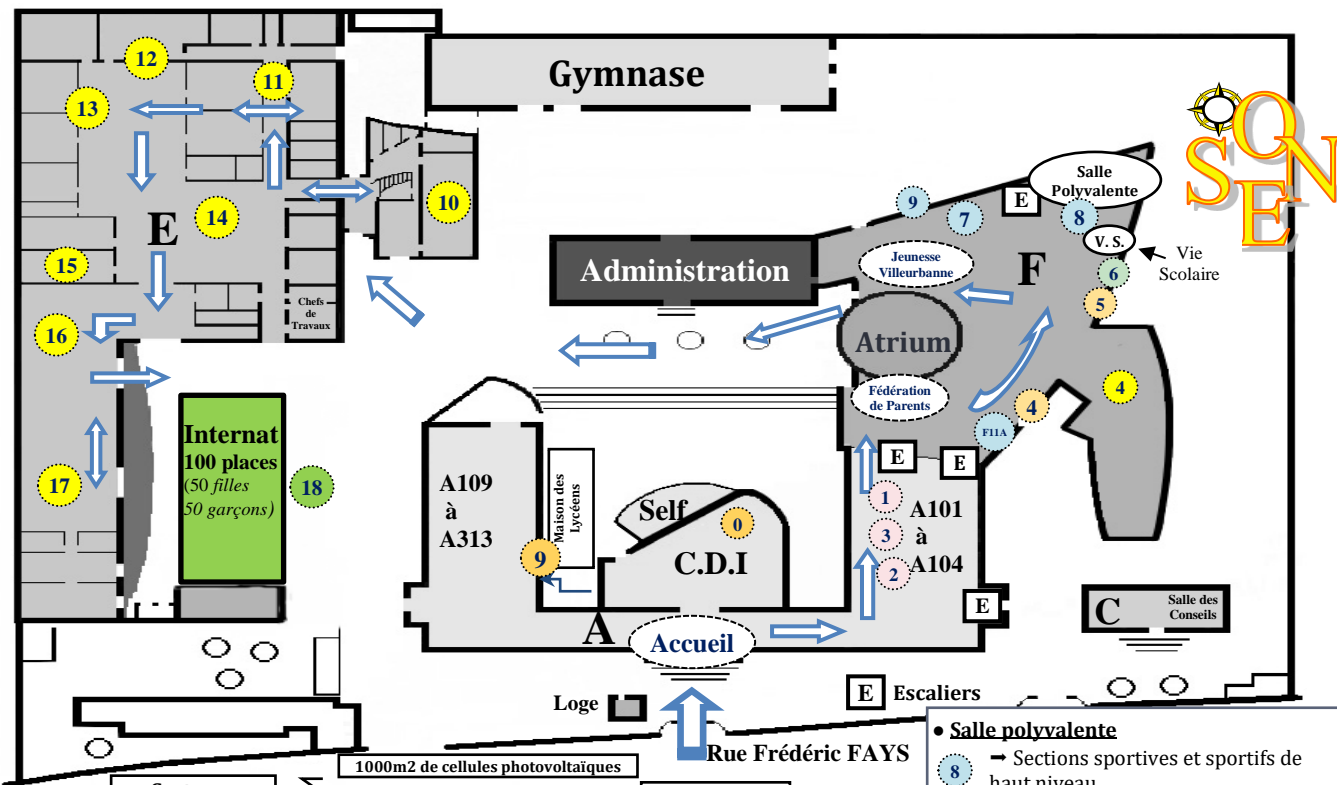 Gymnase
12
11
13
10
14
E
15
16
Chefs
de
Travaux
17
Internat
100 places
(50 filles
50 garçons)
18
Administration
9
7
E
Salle
Polyvalente
8
V. S.
Vie
Scolaire
S
O
N
E
Jeunesse
Villeurbanne
F
6
5
Atrium
Fédération
de Parents
4
4
F11A
E
E
A109
à
A313
Maison des
Lycéens
9
Self
0
C.D.I
1
3
2
A101
à
A104
E
A
Accueil
C
Salle des
Conseils
Loge
E
Escaliers
Rue Frédéric FAYS
1000m2 de cellules photovoltaïques
• Salle polyvalente
8
➞ Sections sportives et sportifs de
haut niveau